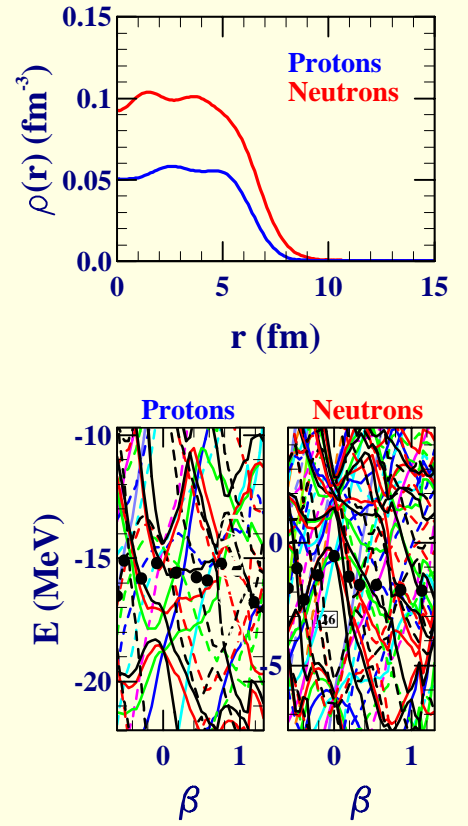 0.15
Protons
Neutrons
0.1
0.05
0.0
ρ(r) (fm⁻³)
0 5 10 15
r (fm)
Protons Neutrons
-10
-15
-20
E (MeV)
0
-5
0 1 0 1
β β